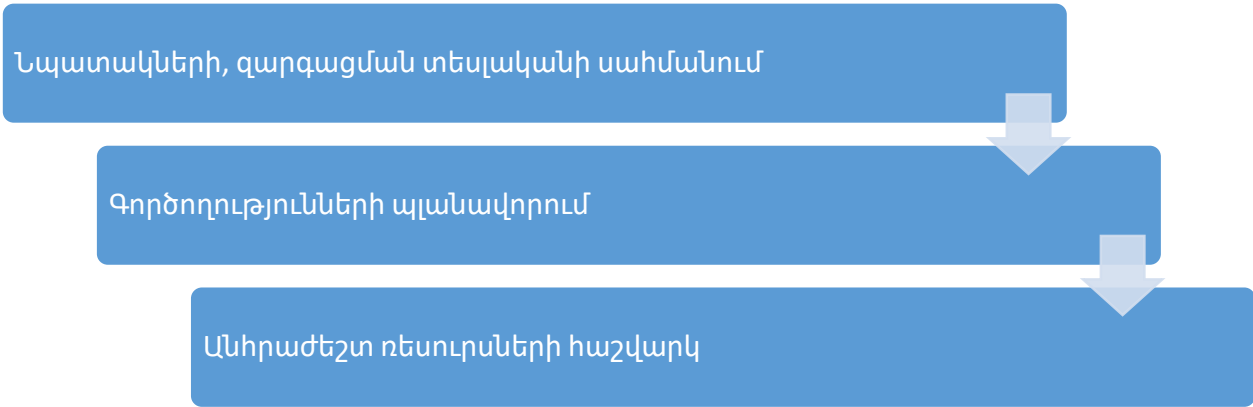 Նպատակների, զարգացման տեսլականի սահմանում
Գործողությունների պլանավորում
Անհրաժեշտ ռեսուրսների հաշվարկ